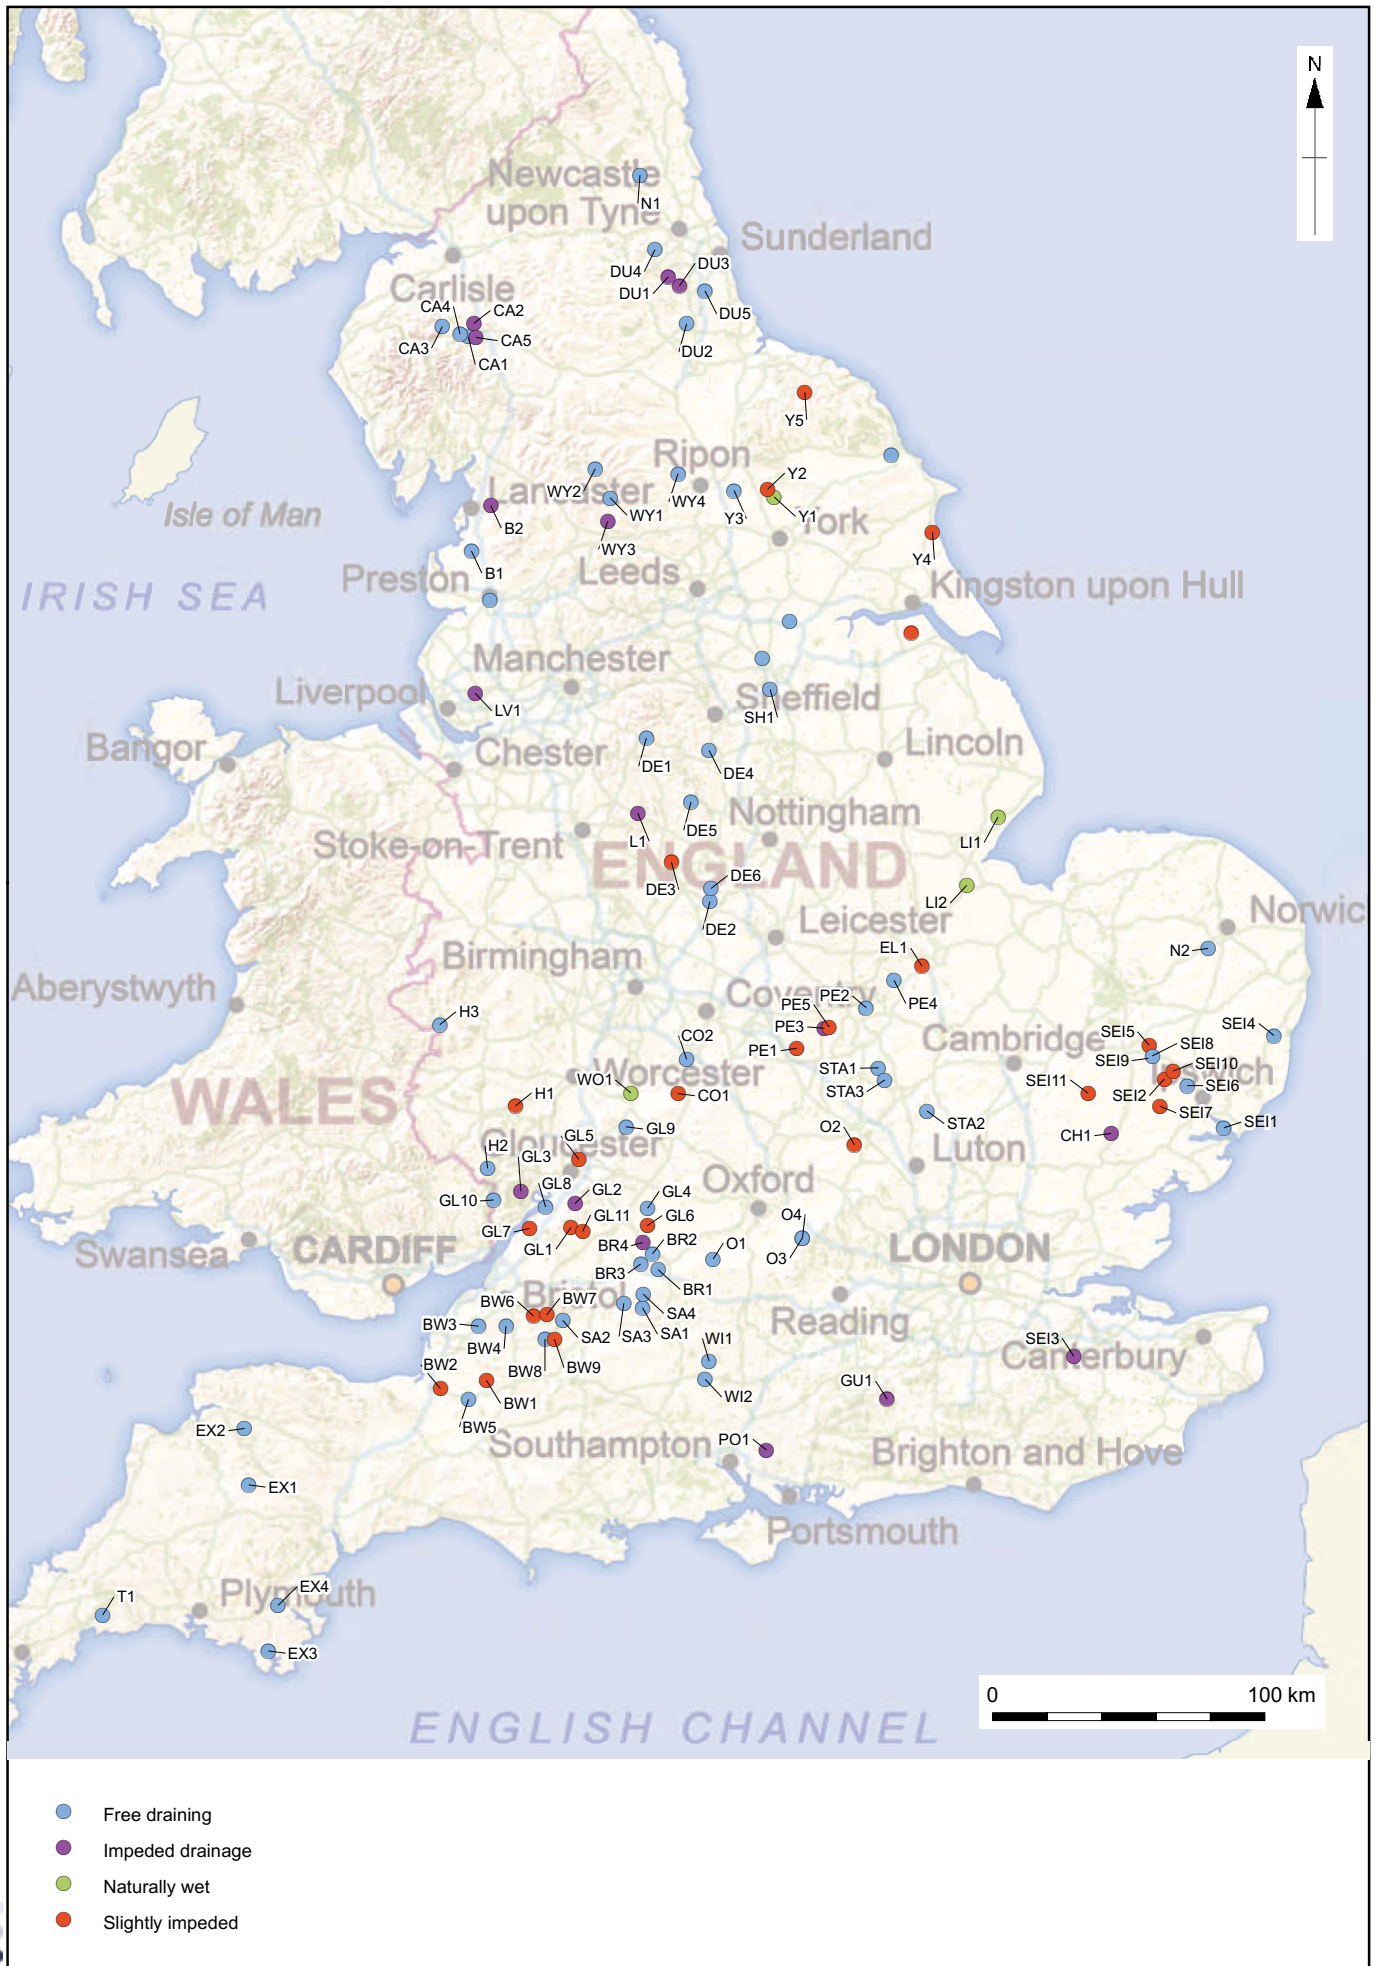 N
Newcastle
upon Tyne
N1
Sunderland
DU4
DU3
DU1
DU5
DU2
Carlisle
CA4
CA2
CA3
CA5
CA1
Y5
Ripon
Lancaster
WY2
WY4
Y2
WY1
Y3
Y1
York
Isle of Man
B2
WY3
Y4
B1
Preston
Leeds
IRISH SEA
Kingston upon Hull
Manchester
Liverpool
LV1
Sheffield
SH1
Bangor
Chester
DE1
DE4
Lincoln
DE5
Nottingham
L1
LI1
Stoke-on-Trent
ENGLAND
DE3
DE6
LI2
DE2
Leicester
Norwic
EL1
N2
Birmingham
Aberystwyth
Coventry
PE2
PE4
PE5
H3
PE3
SEI4
CO2
PE1
Cambridge
SEI5
SEI8
SEI9
SEI10
STA1
Ipswich
WO1
Worcester
STA3
SEI11
SEI6
SEI2
WALES
H1
CO1
SEI7
STA2
SEI1
GL9
O2
CH1
GL5
Gloucester
H2
GL3
Luton
Oxford
GL8
GL2
GL4
GL10
GL11
GL6
O4
GL7
GL1
BR4
BR2
O1
O3
Swansea
CARDIFF
LONDON
BR3
BR1
Bristol
BW6
BW7
SA4
BW3
SA2
SA3
SA1
Reading
BW4
WI1
SEI3
Canterbury
BW2
BW8
BW9
GU1
BW1
WI2
EX2
BW5
PO1
Southampton
Brighton and Hove
EX1
Portsmouth
T1
Plymouth
EX4
EX3
0
100 km
ENGLISH CHANNEL
Free draining
Impeded drainage
Naturally wet
Slightly impeded